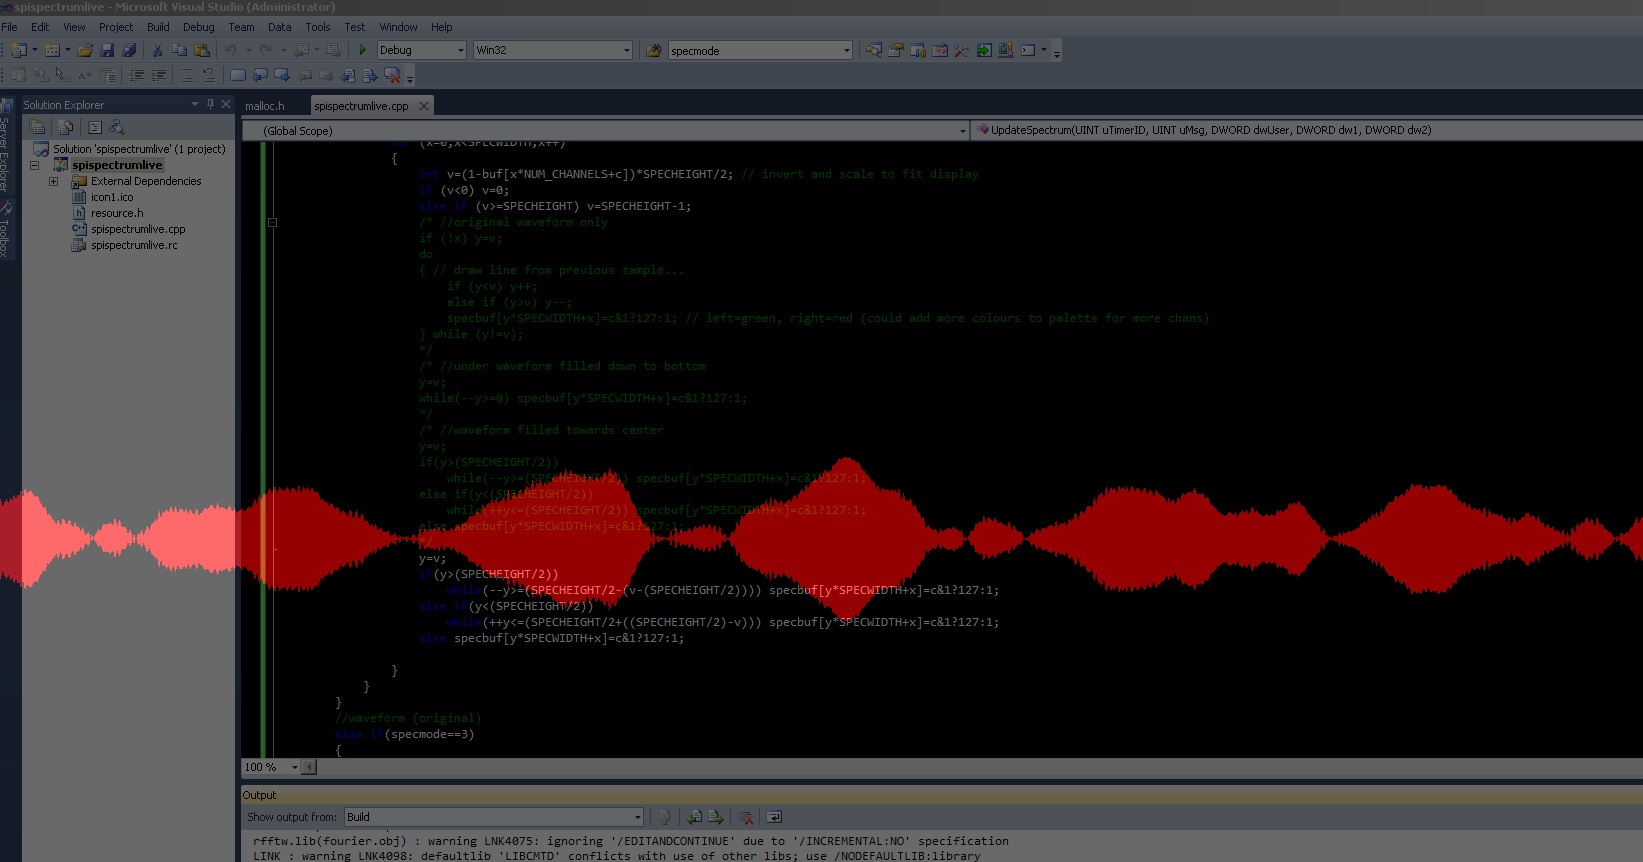 spispectrumlive - Microsoft Visual Studio (Administrator)
File Edit View Project Build Debug Team Data Tools Test Window Help
Debug Win32 specmode
Solution Explorer
malloc.h spispectrumlive.cpp
(Global Scope) UpdateSpectrum(UINT uTimerID, UINT uMsg, DWORD dwUser, DWORD dw1, DWORD dw2)
Server Explorer
Toolbox
Solution 'spispectrumlive' (1 project)
spispectrumlive
External Dependencies
icon1.ico
resource.h
spispectrumlive.cpp
spispectrumlive.rc
(x=0;x<SPECWIDTH;x++)
{
int v=(1-buf[x*NUM_CHANNELS+c])*SPECHEIGHT/2; // invert and scale to fit display
if (v<0) v=0;
else if (v>=SPECHEIGHT) v=SPECHEIGHT-1;
/* //original waveform only
if (!x) y=v;
do
{ // draw line from previous sample...
if (y<v) y++;
else if (y>v) y--;
specbuf[y*SPECWIDTH+x]=c&1?127:1; // left=green, right=red (could add more colours to palette for more chans)
} while (y!=v);
*/
/* //under waveform filled down to bottom
y=v;
while(--y>=0) specbuf[y*SPECWIDTH+x]=c&1?127:1;
*/
/* //waveform filled towards center
y=v;
if(y>(SPECHEIGHT/2))
while(--y>=(SPECHEIGHT/2)) specbuf[y*SPECWIDTH+x]=c&1?127:1;
else if(y<(SPECHEIGHT/2))
while(++y<=(SPECHEIGHT/2)) specbuf[y*SPECWIDTH+x]=c&1?127:1;
else specbuf[y*SPECWIDTH+x]=c&1?127:1;
*/
y=v;
if(y>(SPECHEIGHT/2))
while(--y>=(SPECHEIGHT/2-(v-(SPECHEIGHT/2)))) specbuf[y*SPECWIDTH+x]=c&1?127:1;
else if(y<(SPECHEIGHT/2))
while(++y<=(SPECHEIGHT/2+((SPECHEIGHT/2)-v))) specbuf[y*SPECWIDTH+x]=c&1?127:1;
else specbuf[y*SPECWIDTH+x]=c&1?127:1;
}
}
}
//waveform (original)
else if(specmode==3)
{
100 %
Output
Show output from: Build
rfftw.lib(fourier.obj) : warning LNK4075: ignoring '/EDITANDCONTINUE' due to '/INCREMENTAL:NO' specification
LINK : warning LNK4098: defaultlib 'LIBCMTD' conflicts with use of other libs; use /NODEFAULTLIB:library